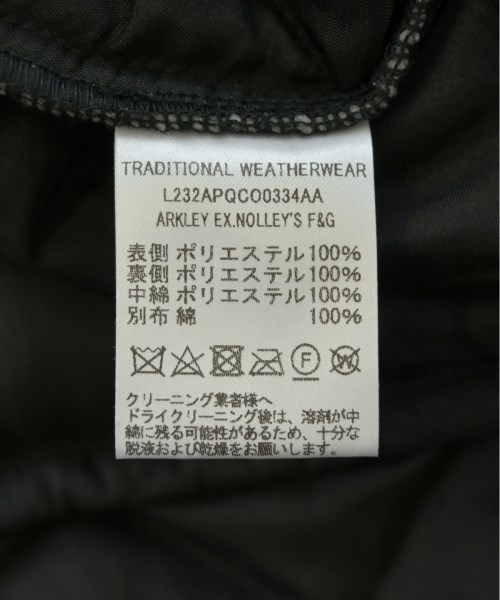 TRADITIONAL WEATHERWEAR
L232APQCO0334AA
ARKLEY EX.NOLLEY'S F&G
表側 ポリエステル100%
裏側 ポリエステル100%
中綿 ポリエステル100%
別布 綿 100%
F W
クリーニング業者様へ
ドライクリーニング後は、溶剤が中
綿に残る可能性があるため、十分な
脱液および乾燥をお願いします。